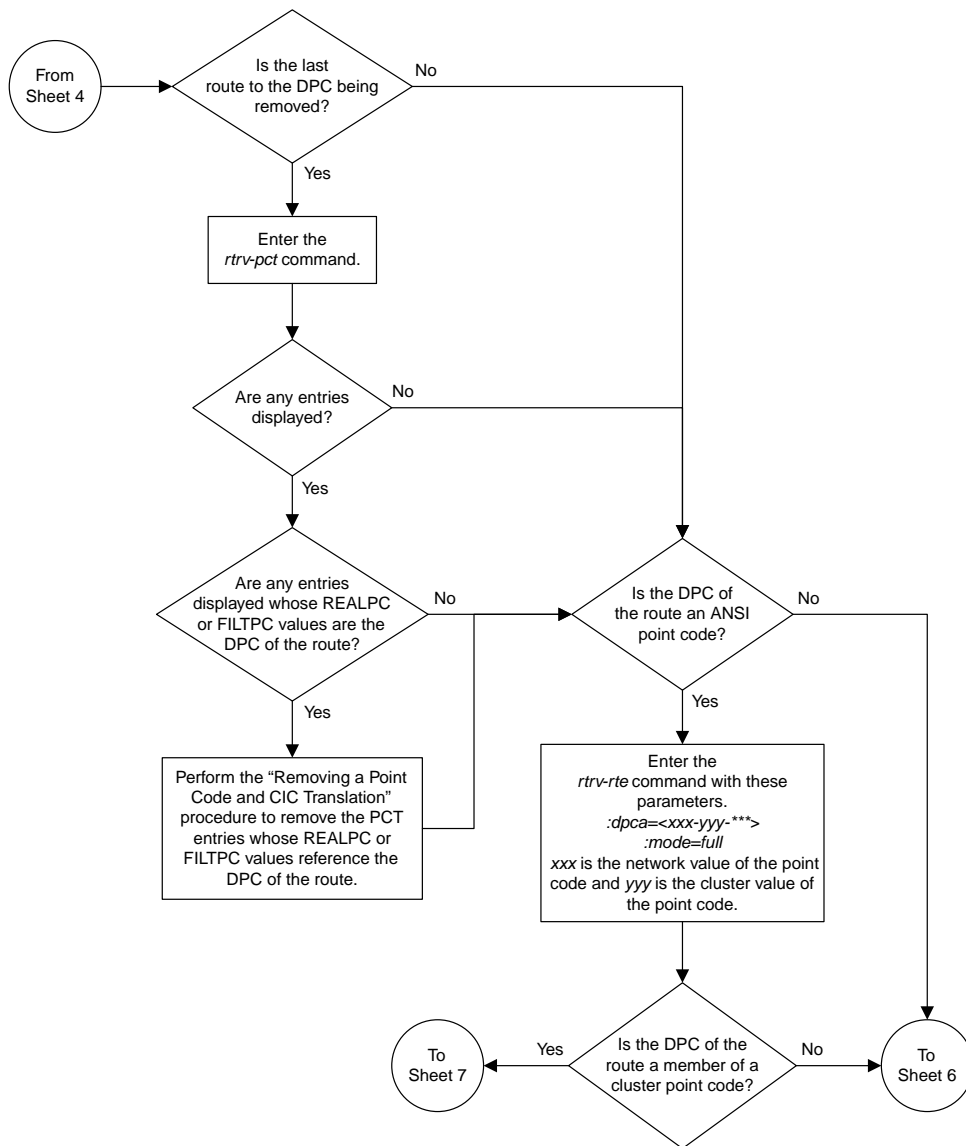 From
Sheet 4
Is the last
route to the DPC being
removed?
No
Yes
Enter the
rtrv-pct command.
Are any entries
displayed?
No
Yes
Are any entries
displayed whose REALPC
or FILTPC values are the
DPC of the route?
No
Yes
Perform the “Removing a Point
Code and CIC Translation”
procedure to remove the PCT
entries whose REALPC or
FILTPC values reference the
DPC of the route.
Is the DPC of
the route an ANSI
point code?
No
Yes
Enter the
rtrv-rte command with these
parameters.
:dpca=<xxx-yyy-***>
:mode=full
xxx is the network value of the point
code and yyy is the cluster value of
the point code.
Is the DPC of the
route a member of a
cluster point code?
Yes
No
To
Sheet 7
To
Sheet 6